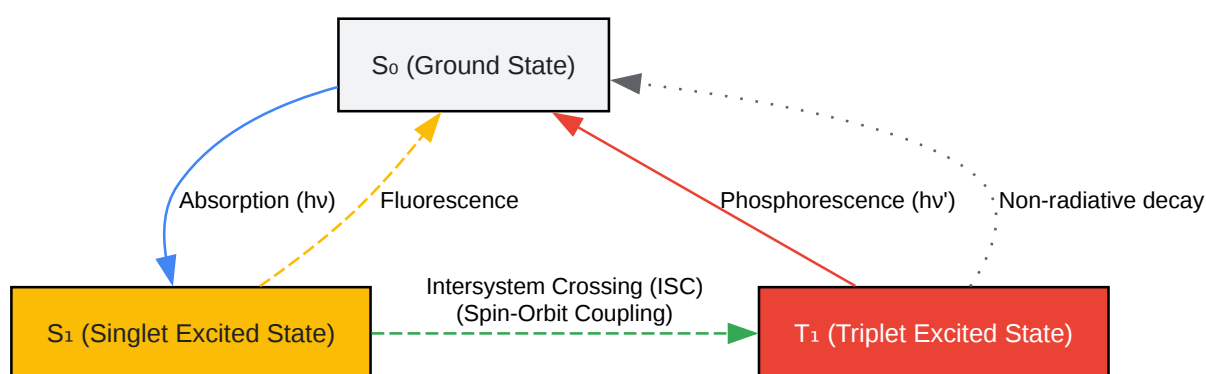 S₀ (Ground State)
Absorption (hν)
Fluorescence
Phosphorescence (hν')
Non-radiative decay
Intersystem Crossing (ISC)
(Spin-Orbit Coupling)
S₁ (Singlet Excited State)
T₁ (Triplet Excited State)